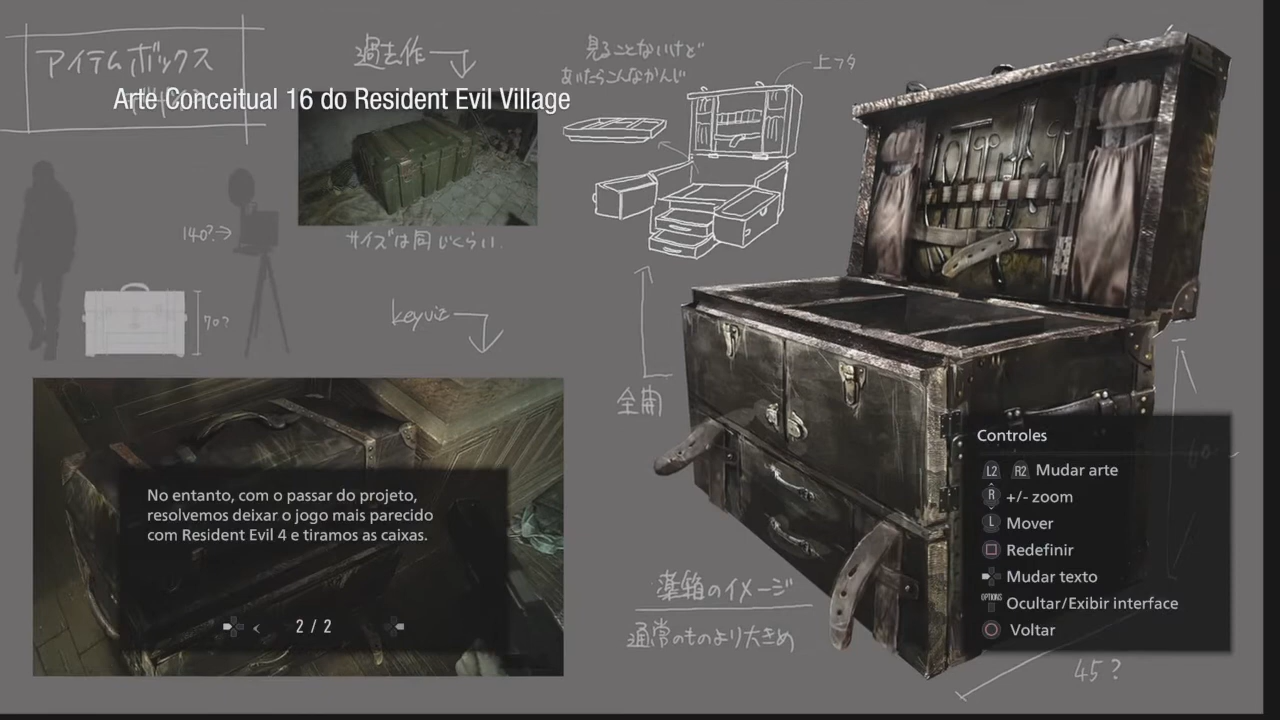 アイテムボックス
過去作
見ることないけど
あいたらこんなかんじ
上フタ
Arte Conceitual 16 do Resident Evil Village
140?→
サイズは同じくらい
70?
keyviz
全開
No entanto, com o passar do projeto,
resolvemos deixar o jogo mais parecido
com Resident Evil 4 e tiramos as caixas.
2 / 2
薬箱のイメージ
通常のものより大きめ
45?
Controles
L2 R2 Mudar arte
R +/- zoom
L Mover
Redefinir
Mudar texto
OPTIONS Ocultar/Exibir interface
Voltar